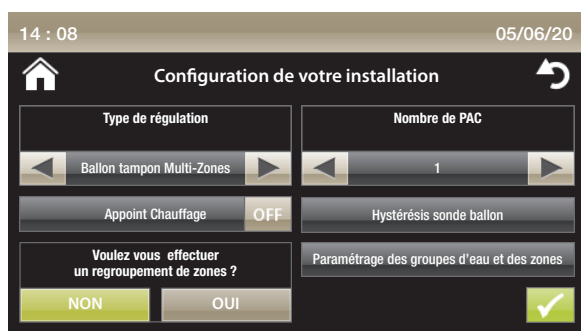 14 : 08
05/06/20
Configuration de votre installation
Type de régulation
Nombre de PAC
Ballon tampon Multi-Zones
1
Appoint Chauffage
OFF
Hystérésis sonde ballon
Voulez vous effectuer
un regroupement de zones ?
Paramétrage des groupes d'eau et des zones
NON
OUI